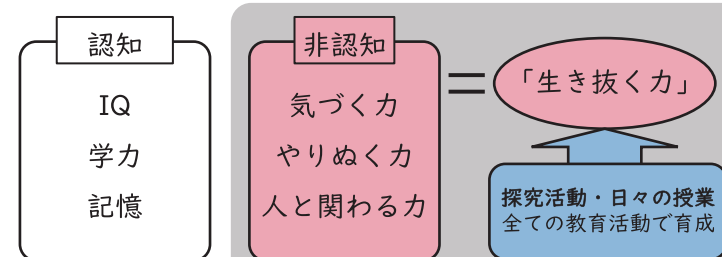 認知
IQ
学力
記憶
非認知
気づく力
やりぬく力
人と関わる力
=
「生き抜く力」
探究活動・日々の授業
全ての教育活動で育成